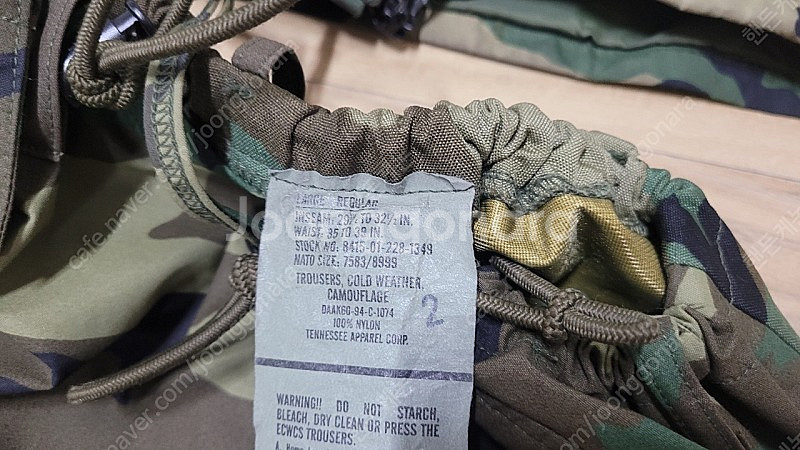 LARGE - REGULAR
INSEAM: 29½ TO 32½ IN.
WAIST: 35 TO 39 IN.
STOCK NO: 8415-01-228-1349
NATO SIZE: 7583/8999
TROUSERS, COLD WEATHER,
CAMOUFLAGE
DAAK60-94-C-1074
100% NYLON
TENNESSEE APPAREL CORP.
2
WARNING!! DO NOT STARCH,
BLEACH, DRY CLEAN OR PRESS THE
ECWCS TROUSERS.
Joonggonara
cafe.naver.com/joonggonara